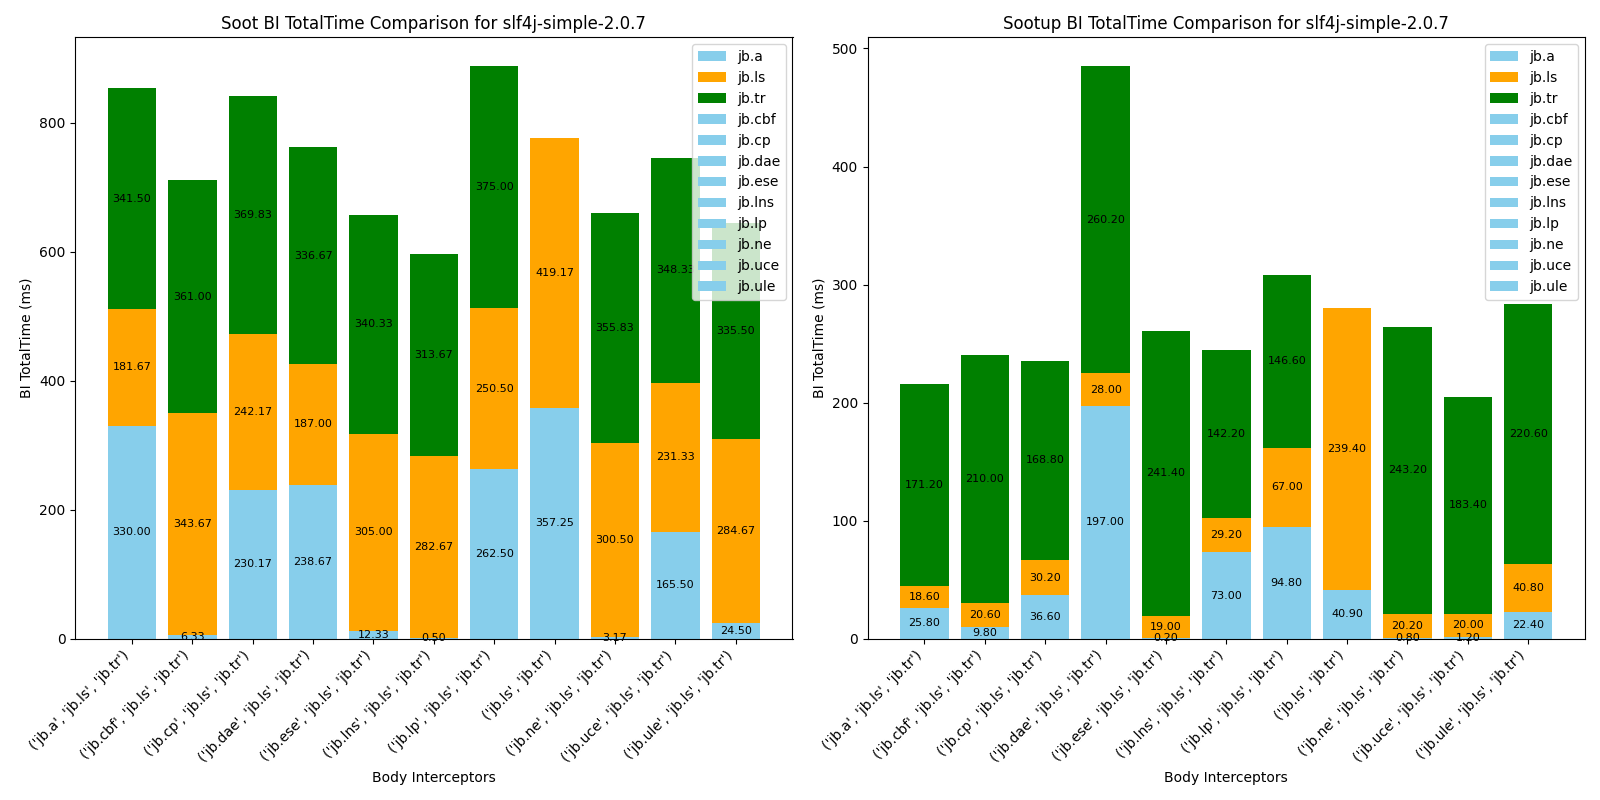 Soot BI TotalTime Comparison for slf4j-simple-2.0.7
BI TotalTime (ms)
800
600
400
200
0
341.50
181.67
330.00
361.00
343.67
6.33
369.83
242.17
230.17
336.67
187.00
238.67
340.33
305.00
12.33
313.67
282.67
0.50
375.00
250.50
262.50
419.17
357.25
355.83
300.50
3.17
348.33
231.33
165.50
335.50
284.67
24.50
jb.a
jb.ls
jb.tr
jb.cbf
jb.cp
jb.dae
jb.ese
jb.lns
jb.lp
jb.ne
jb.uce
jb.ule
('jb.a', 'jb.ls', 'jb.tr')
('jb.cbf', 'jb.ls', 'jb.tr')
('jb.cp', 'jb.ls', 'jb.tr')
('jb.dae', 'jb.ls', 'jb.tr')
('jb.ese', 'jb.ls', 'jb.tr')
('jb.lns', 'jb.ls', 'jb.tr')
('jb.lp', 'jb.ls', 'jb.tr')
('jb.ls', 'jb.tr')
('jb.ne', 'jb.ls', 'jb.tr')
('jb.uce', 'jb.ls', 'jb.tr')
('jb.ule', 'jb.ls', 'jb.tr')
Body Interceptors
Sootup BI TotalTime Comparison for slf4j-simple-2.0.7
BI TotalTime (ms)
500
400
300
200
100
0
171.20
18.60
25.80
210.00
20.60
9.80
168.80
30.20
36.60
260.20
28.00
197.00
241.40
19.00
0.20
142.20
29.20
73.00
146.60
67.00
94.80
239.40
40.90
243.20
20.20
0.80
183.40
20.00
1.20
220.60
40.80
22.40
jb.a
jb.ls
jb.tr
jb.cbf
jb.cp
jb.dae
jb.ese
jb.lns
jb.lp
jb.ne
jb.uce
jb.ule
('jb.a', 'jb.ls', 'jb.tr')
('jb.cbf', 'jb.ls', 'jb.tr')
('jb.cp', 'jb.ls', 'jb.tr')
('jb.dae', 'jb.ls', 'jb.tr')
('jb.ese', 'jb.ls', 'jb.tr')
('jb.lns', 'jb.ls', 'jb.tr')
('jb.lp', 'jb.ls', 'jb.tr')
('jb.ls', 'jb.tr')
('jb.ne', 'jb.ls', 'jb.tr')
('jb.uce', 'jb.ls', 'jb.tr')
('jb.ule', 'jb.ls', 'jb.tr')
Body Interceptors